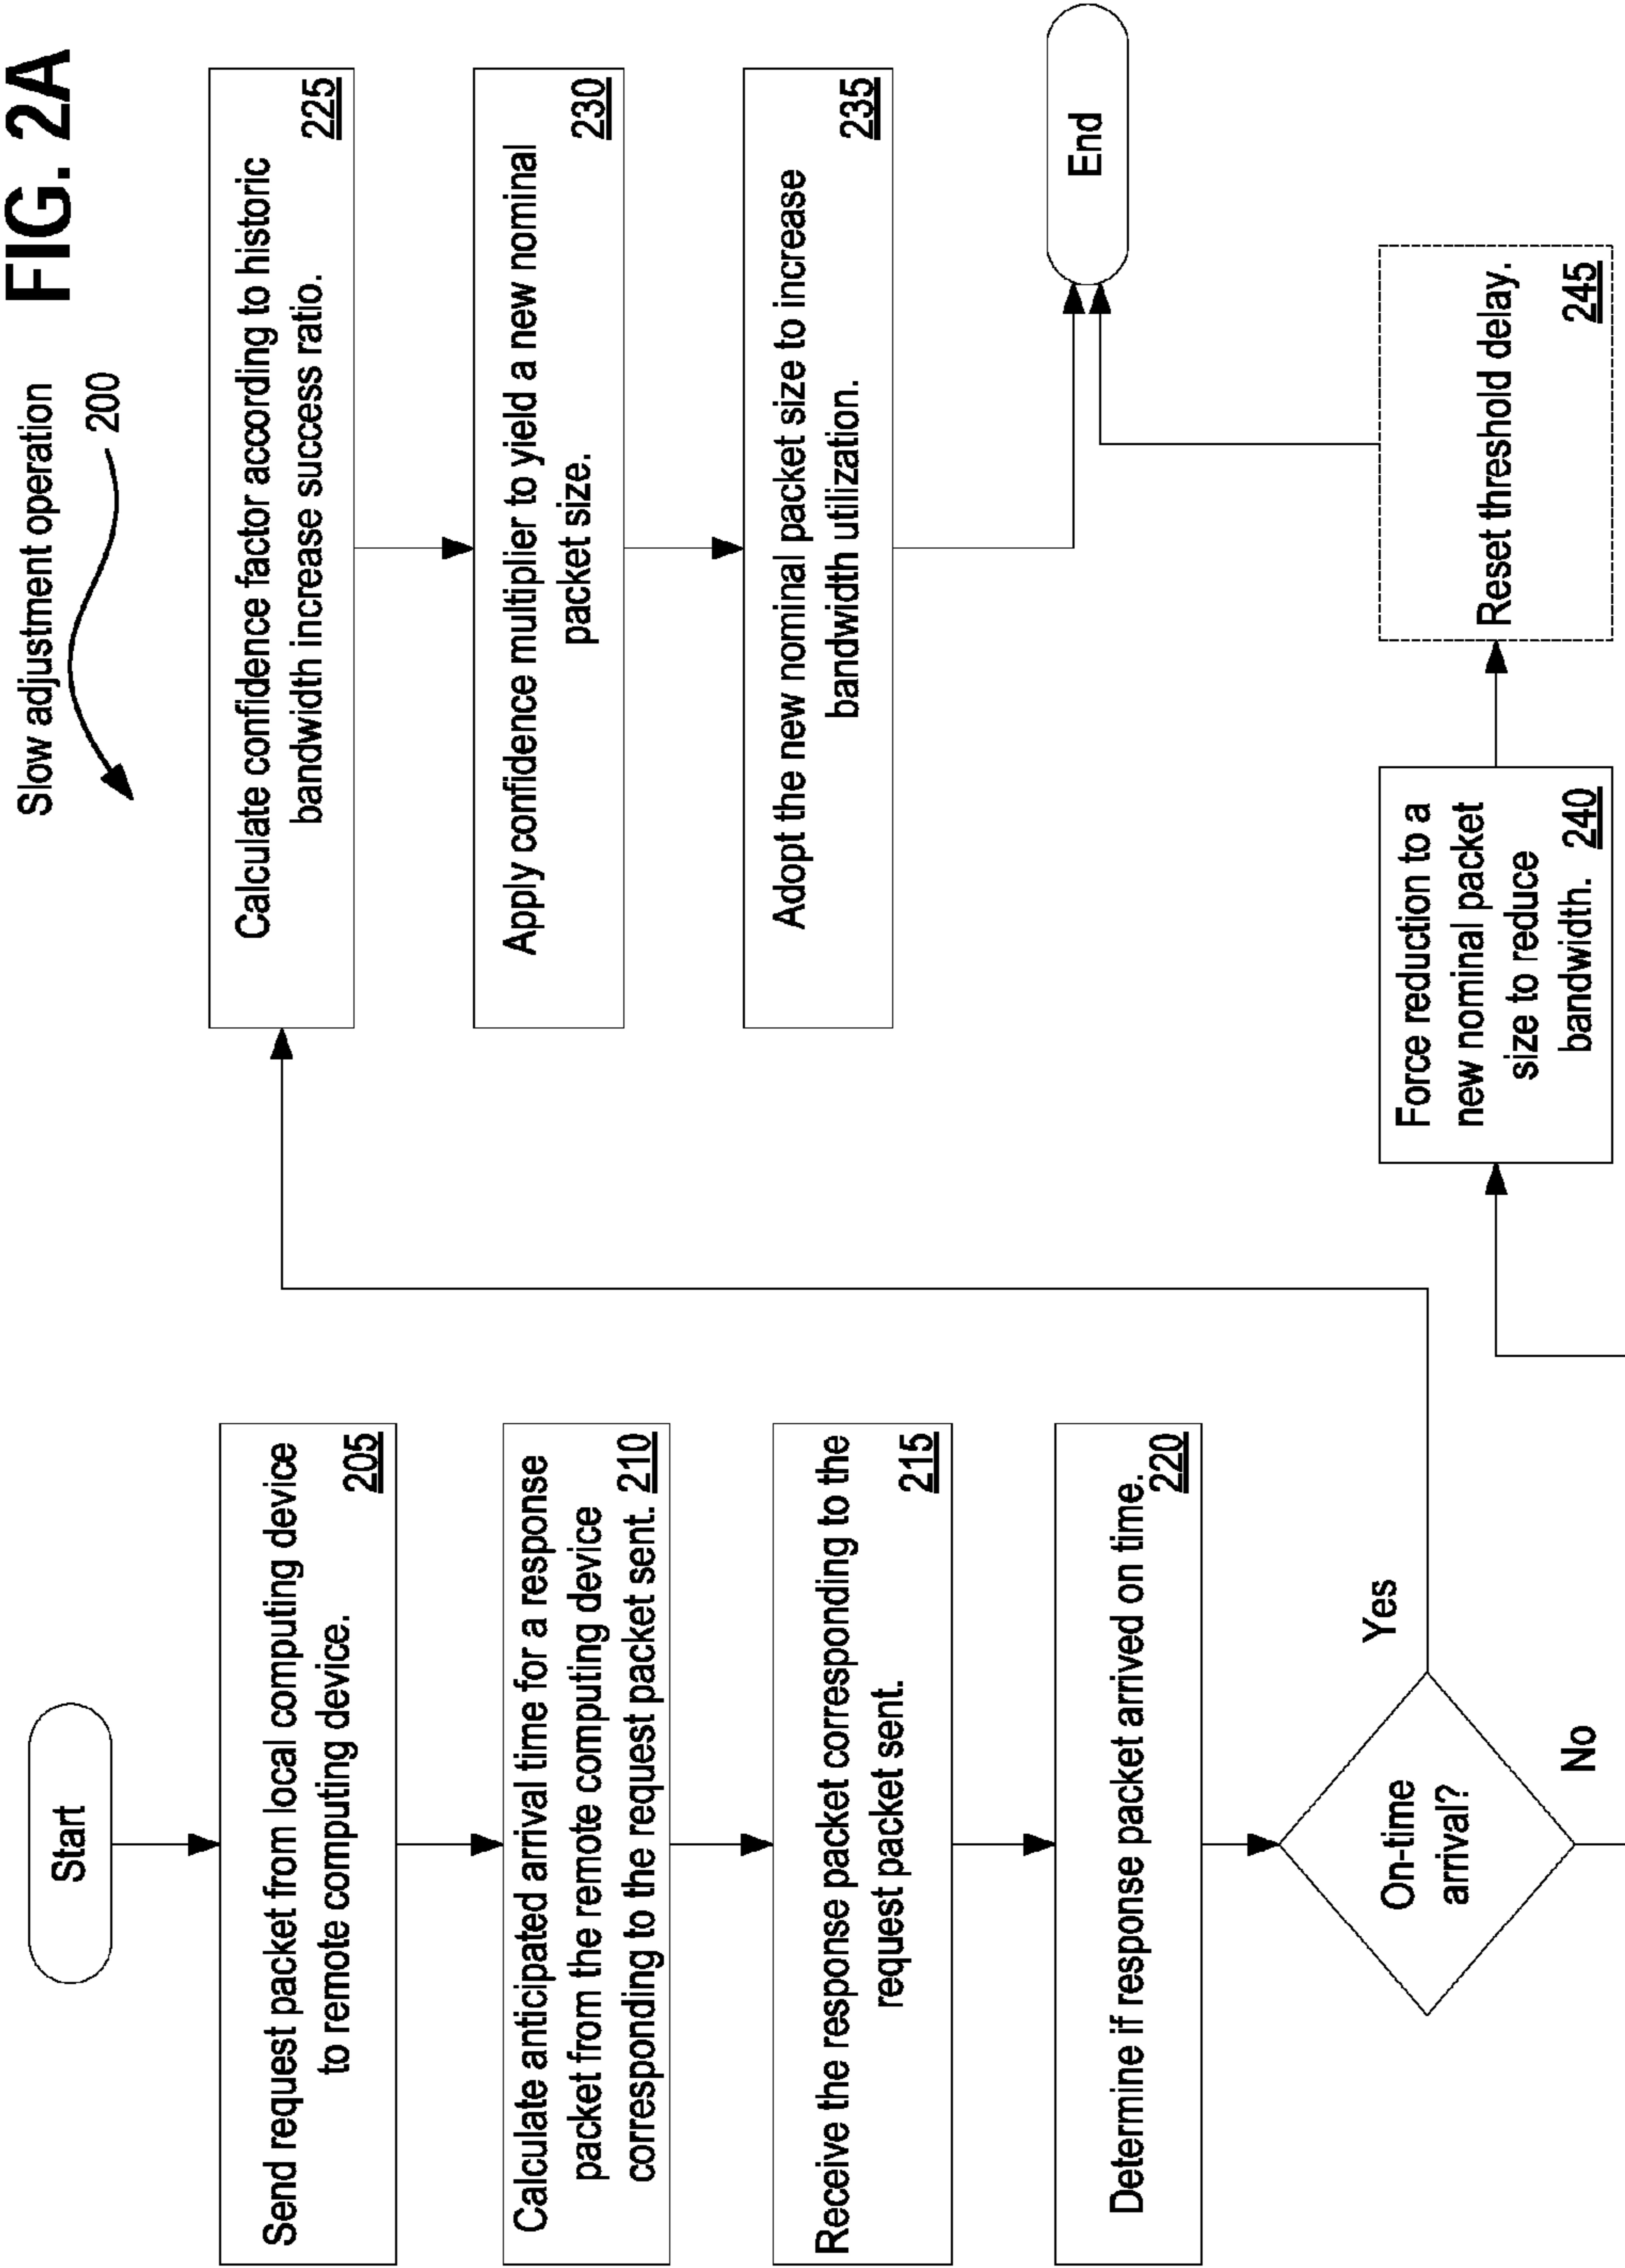 FIG. 2A
Slow adjustment operation
200
Start
Send request packet from local computing device
to remote computing device.
205
Calculate anticipated arrival time for a response
packet from the remote computing device
corresponding to the request packet sent. 210
Receive the response packet corresponding to the
request packet sent.
215
Determine if response packet arrived on time.
220
On-time
arrival?
Yes
No
Calculate confidence factor according to historic
bandwidth increase success ratio.
225
Apply confidence multiplier to yield a new nominal
packet size.
230
Adopt the new nominal packet size to increase
bandwidth utilization.
235
End
Force reduction to a
new nominal packet
size to reduce
bandwidth. 240
Reset threshold delay.
245